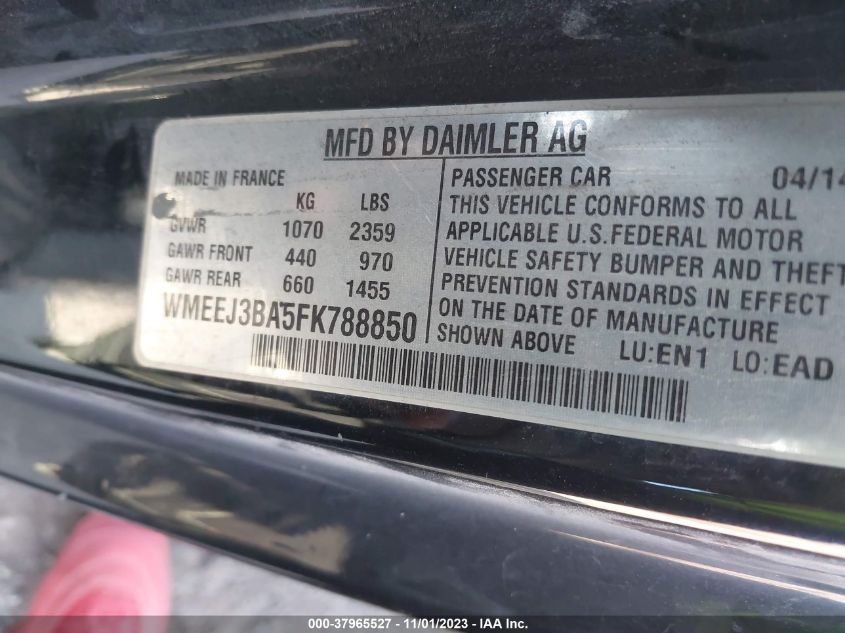 MFD BY DAIMLER AG
MADE IN FRANCE
KG LBS
GVWR 1070 2359
GAWR FRONT 440 970
GAWR REAR 660 1455
WMEEJ3BA5FK788850
PASSENGER CAR 04/14
THIS VEHICLE CONFORMS TO ALL
APPLICABLE U.S.FEDERAL MOTOR
VEHICLE SAFETY BUMPER AND THEFT
PREVENTION STANDARDS IN EFFECT
ON THE DATE OF MANUFACTURE
SHOWN ABOVE LU:EN1 LO:EAD
000-37965527 - 11/01/2023 - IAA Inc.